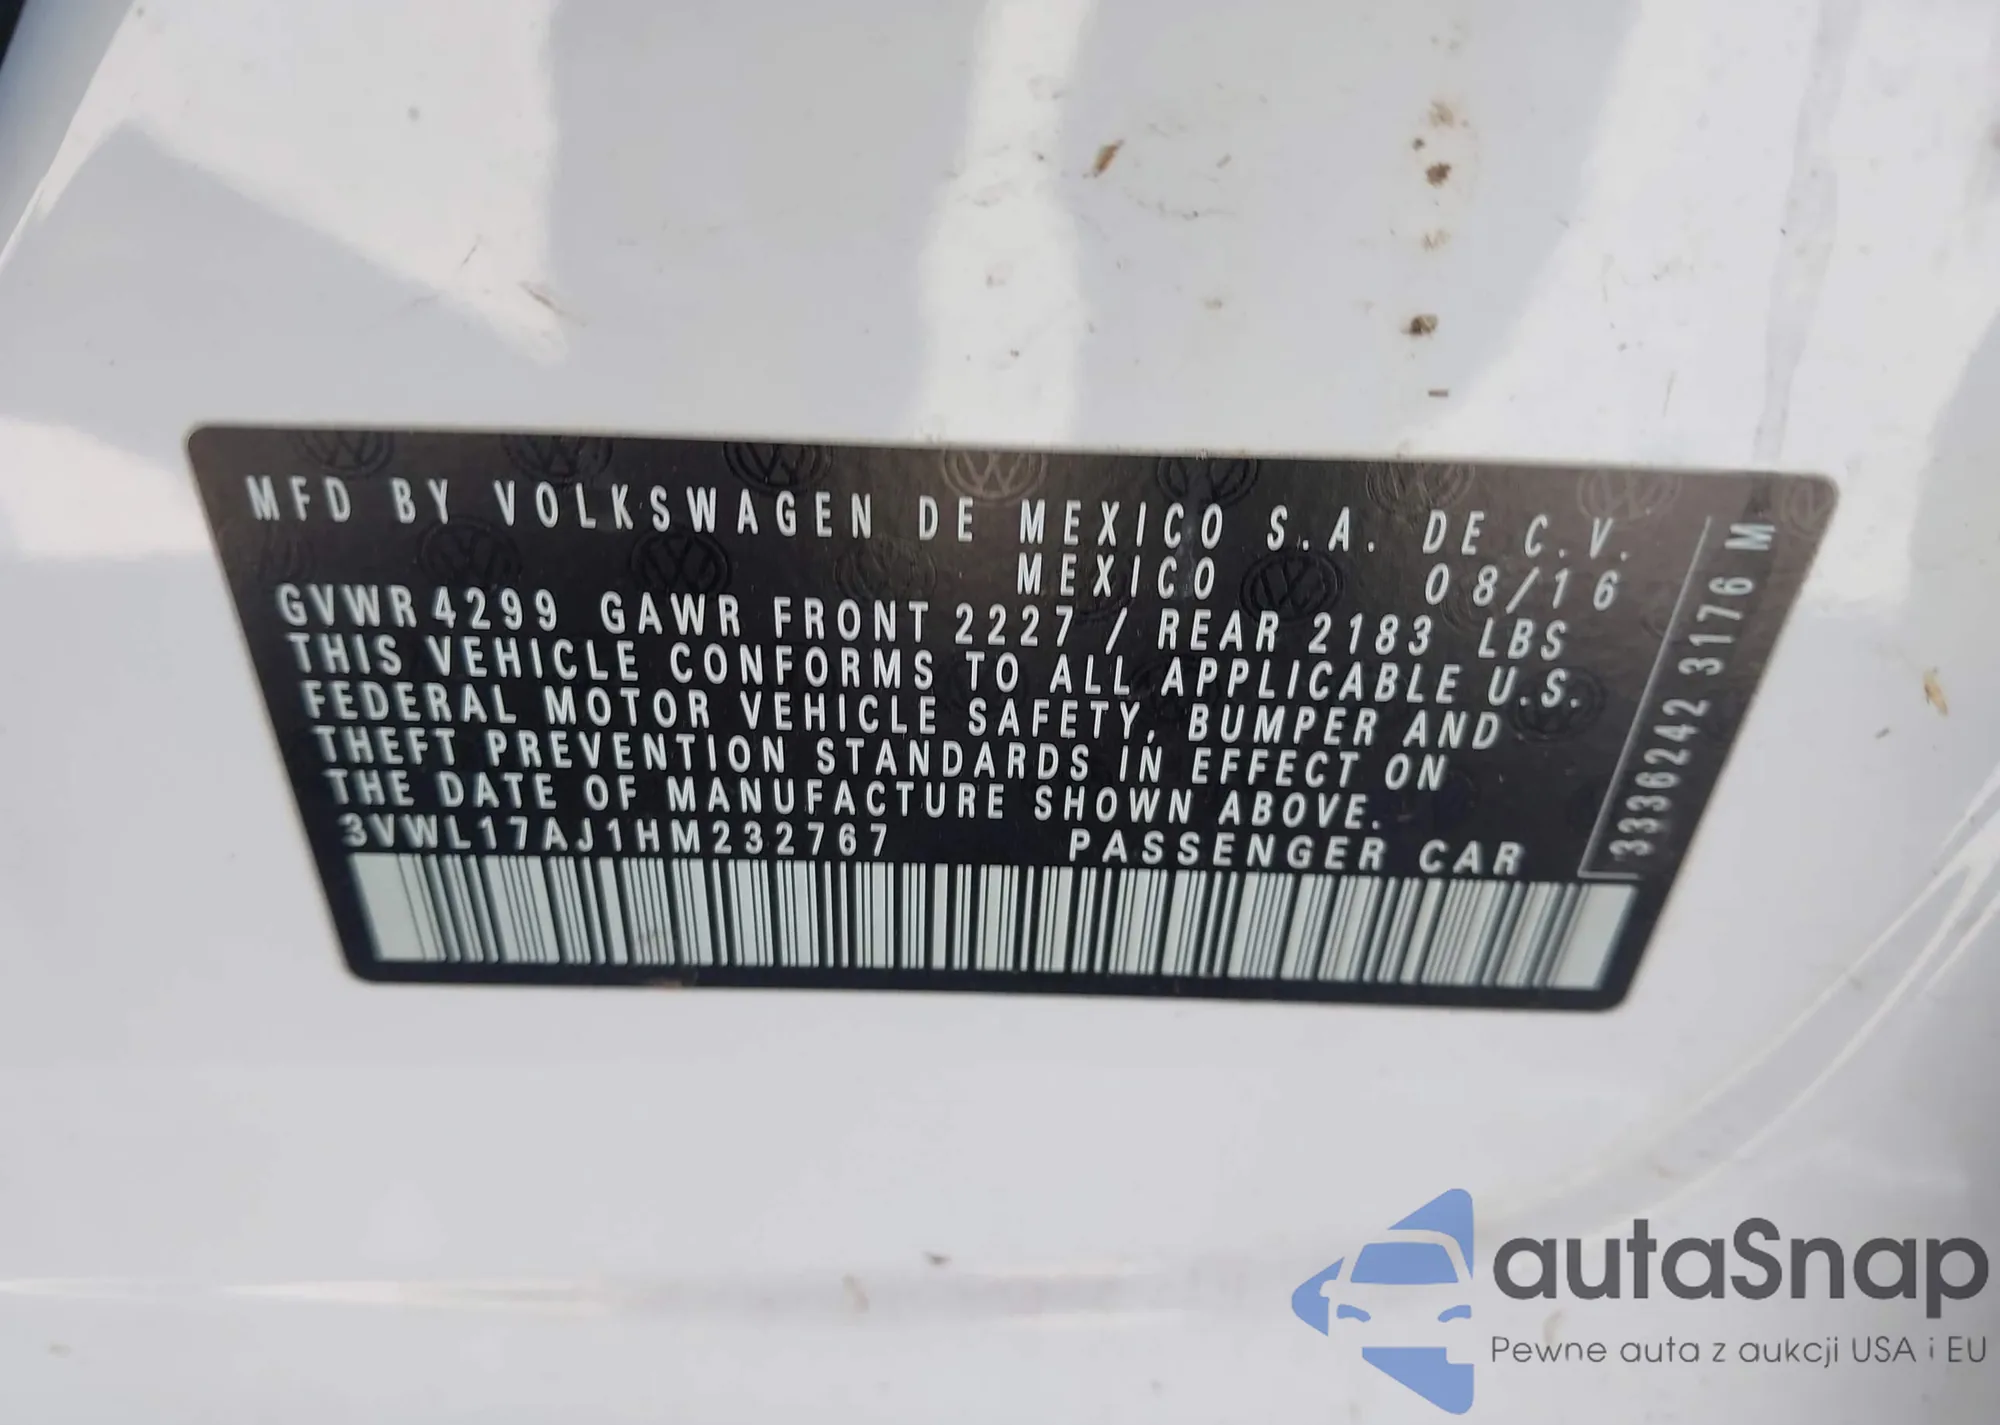 MFD BY VOLKSWAGEN DE MEXICO S.A. DE C.V.
MEXICO 08/16
GVWR 4299 GAWR FRONT 2227 / REAR 2183 LBS
THIS VEHICLE CONFORMS TO ALL APPLICABLE U.S.
FEDERAL MOTOR VEHICLE SAFETY, BUMPER AND
THEFT PREVENTION STANDARDS IN EFFECT ON
THE DATE OF MANUFACTURE SHOWN ABOVE.
3VWL17AJ1HM232767 PASSENGER CAR
3336242 3176 M
autaSnap
Pewne auta z aukcji USA i EU